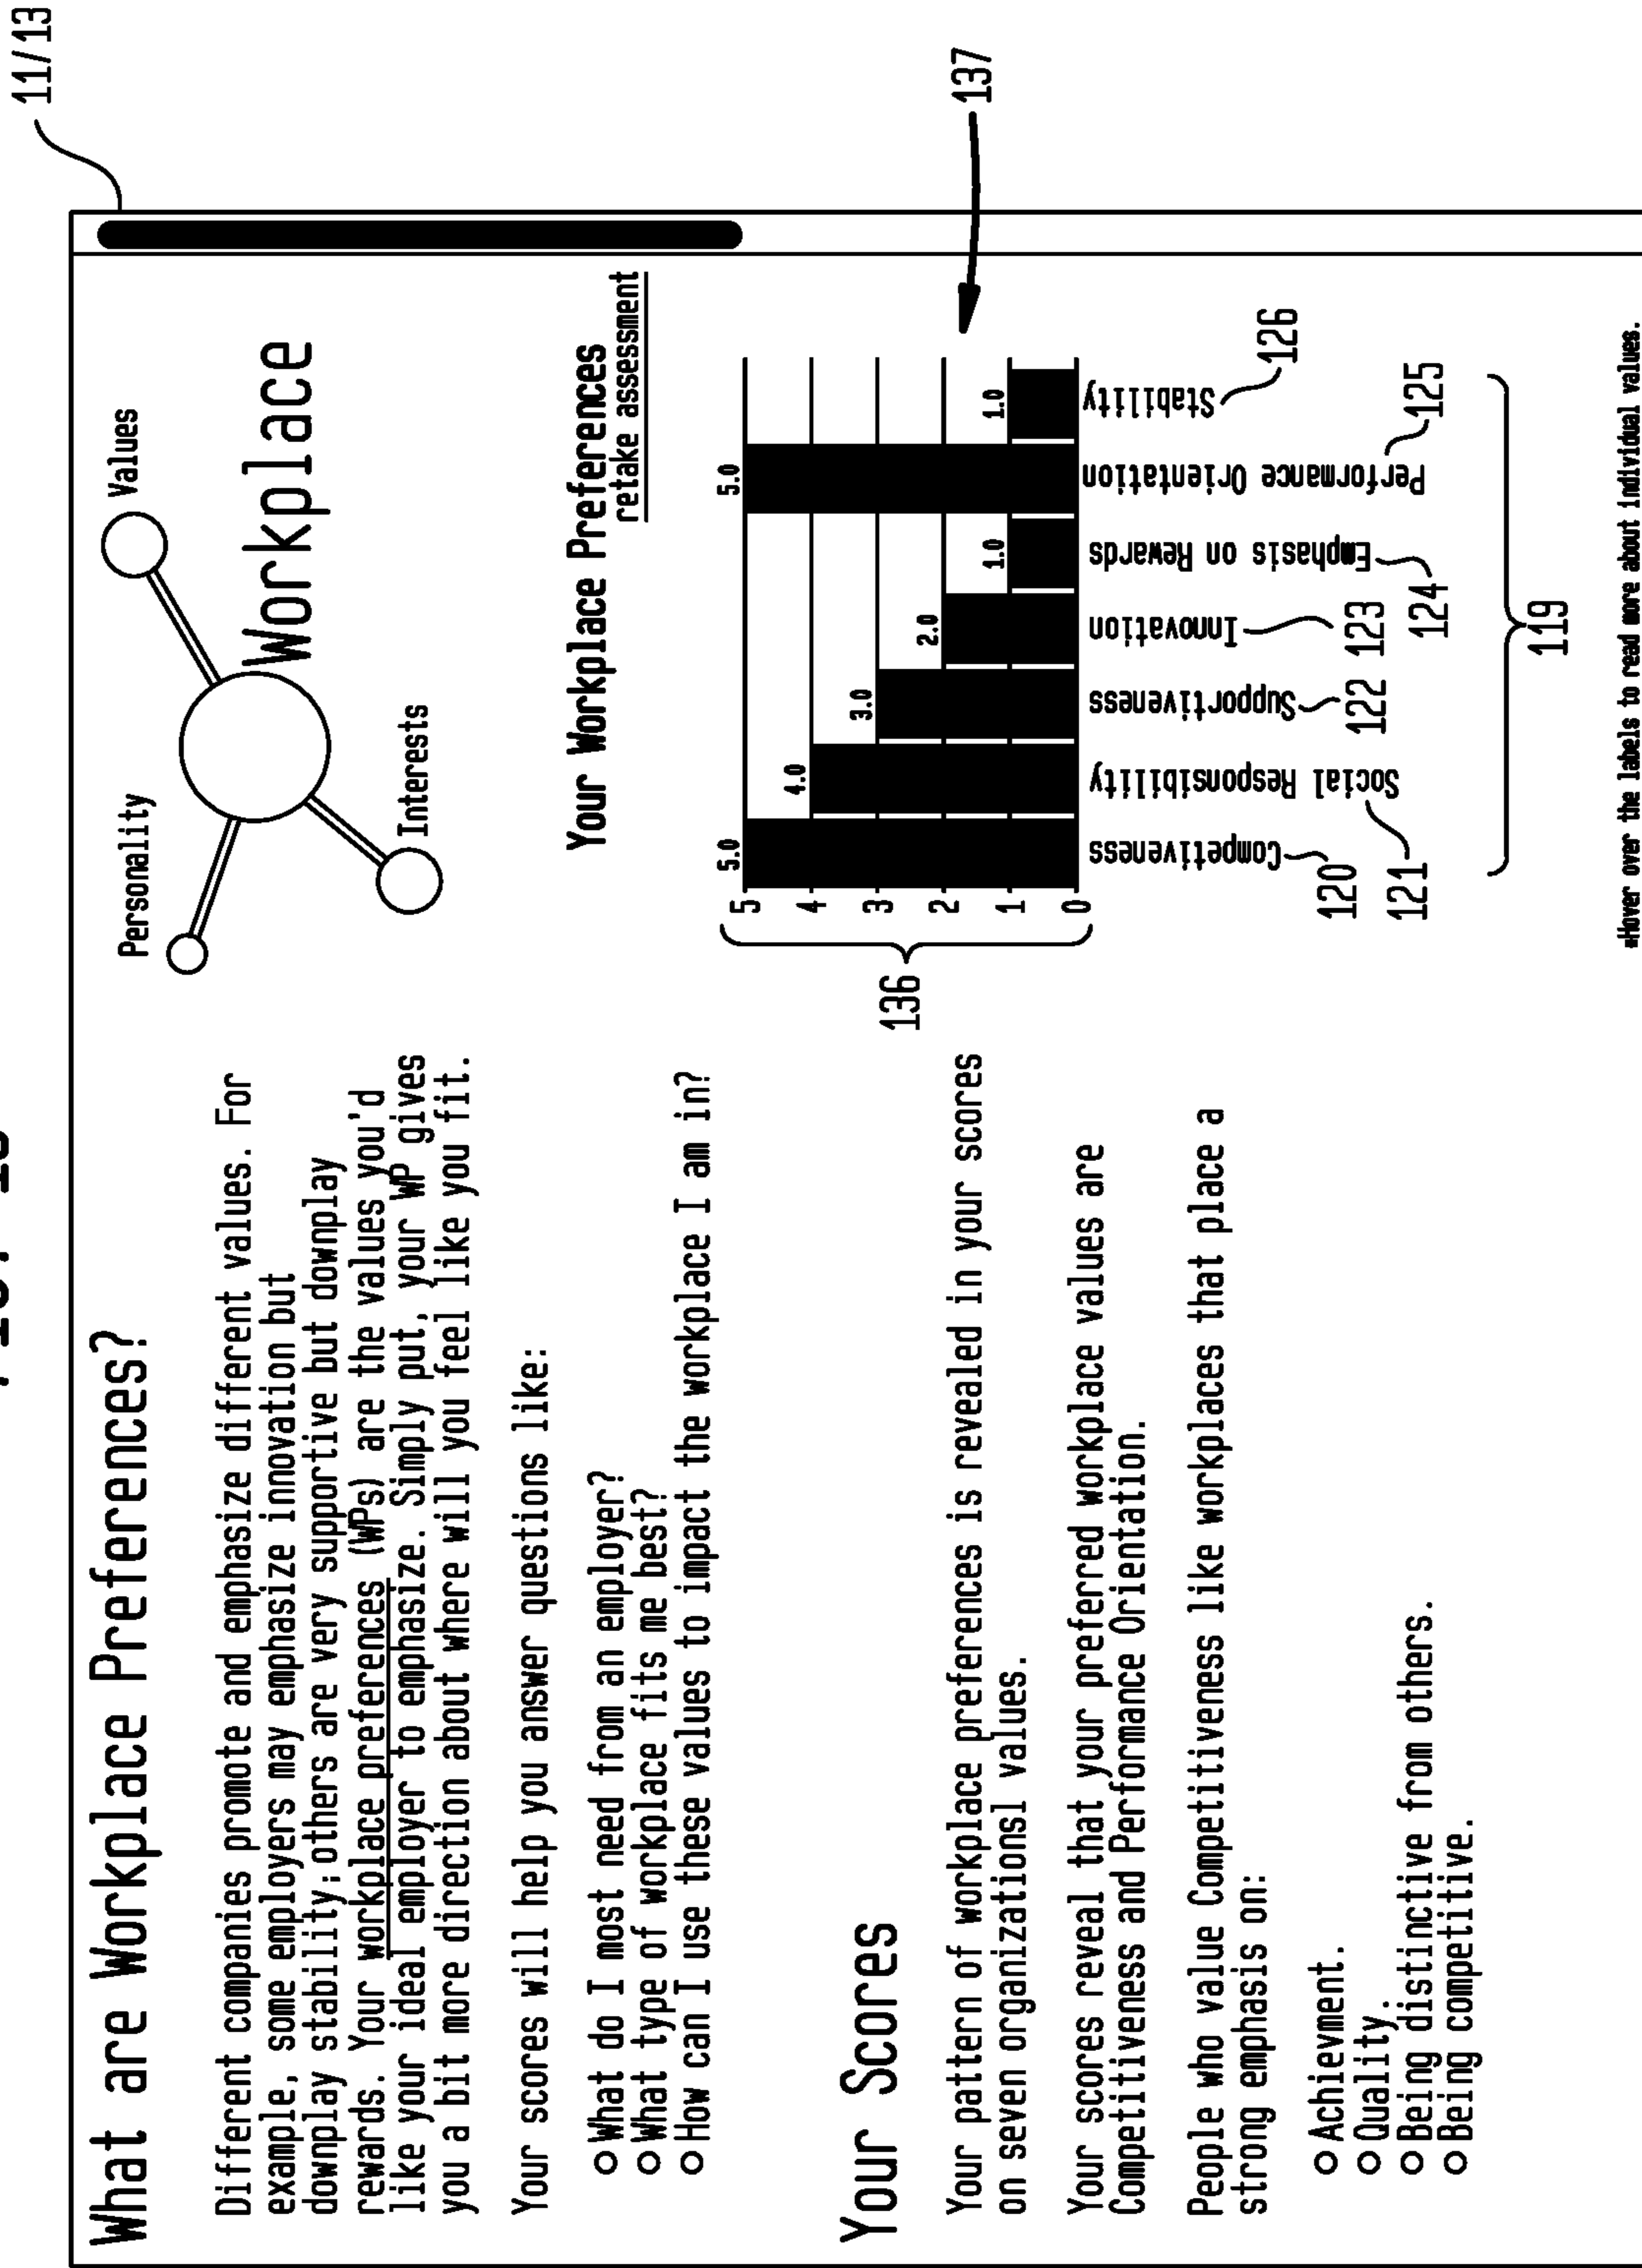 11/13
What are Workplace Preferences?
Different companies promote and emphasize different values. For
example, some employers may emphasize innovation but
downplay stability; others are very supportive but downplay
rewards. Your workplace preferences (WPs) are the values you'd
like your ideal employer to emphasize. Simply put, your WP gives
you a bit more direction about where will you feel like you fit.
Your scores will help you answer questions like:
What do I most need from an employer?
What type of workplace fits me best?
How can I use these values to impact the workplace I am in?
Your Scores
Your pattern of workplace preferences is revealed in your scores
on seven organizationsl values.
Your scores reveal that your preferred workplace values are
Competitiveness and Performance Orientation.
People who value Competitiveness like workplaces that place a
strong emphasis on:
Achievment.
Quality.
Being distinctive from others.
Being competitive.
Personality
Values
Workplace
Interests
Your Workplace Preferences
retake assessment
5.0
4.0
3.0
2.0
1.0
5.0
1.0
5
4
3
2
1
0
136
137
Competiveness
Social Responsibility
Supportiveness
Innovation
Emphasis on Rewards
Performance Orientation
Stability
120
121
122
123
124
125
126
119
*Hover over the labels to read more about individual values.